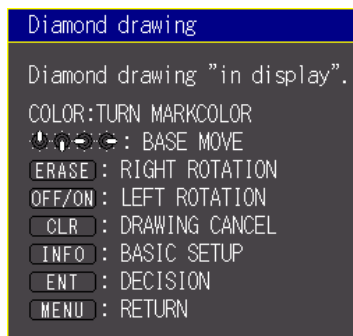 Diamond drawing
Diamond drawing "in display".
COLOR:TURN MARKCOLOR
: BASE MOVE
ERASE : RIGHT ROTATION
OFF/ON : LEFT ROTATION
CLR : DRAWING CANCEL
INFO : BASIC SETUP
ENT : DECISION
MENU : RETURN